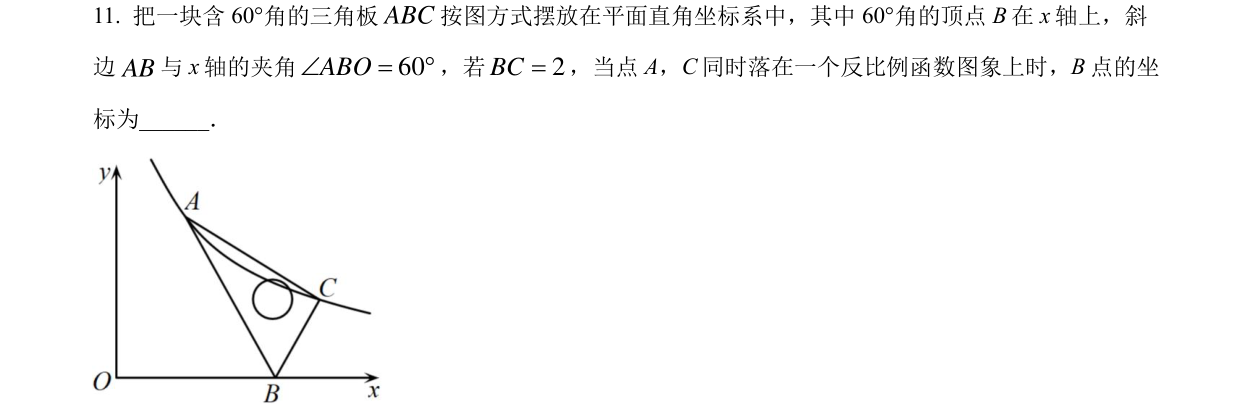 11. 把一块含 60°角的三角板 ABC 按图方式摆放在平面直角坐标系中，其中 60°角的顶点 B 在 x 轴上，斜
边 AB 与 x 轴的夹角 ∠ABO = 60°，若 BC = 2，当点 A，C 同时落在一个反比例函数图象上时，B 点的坐
标为______．
y
A
C
O
B
x